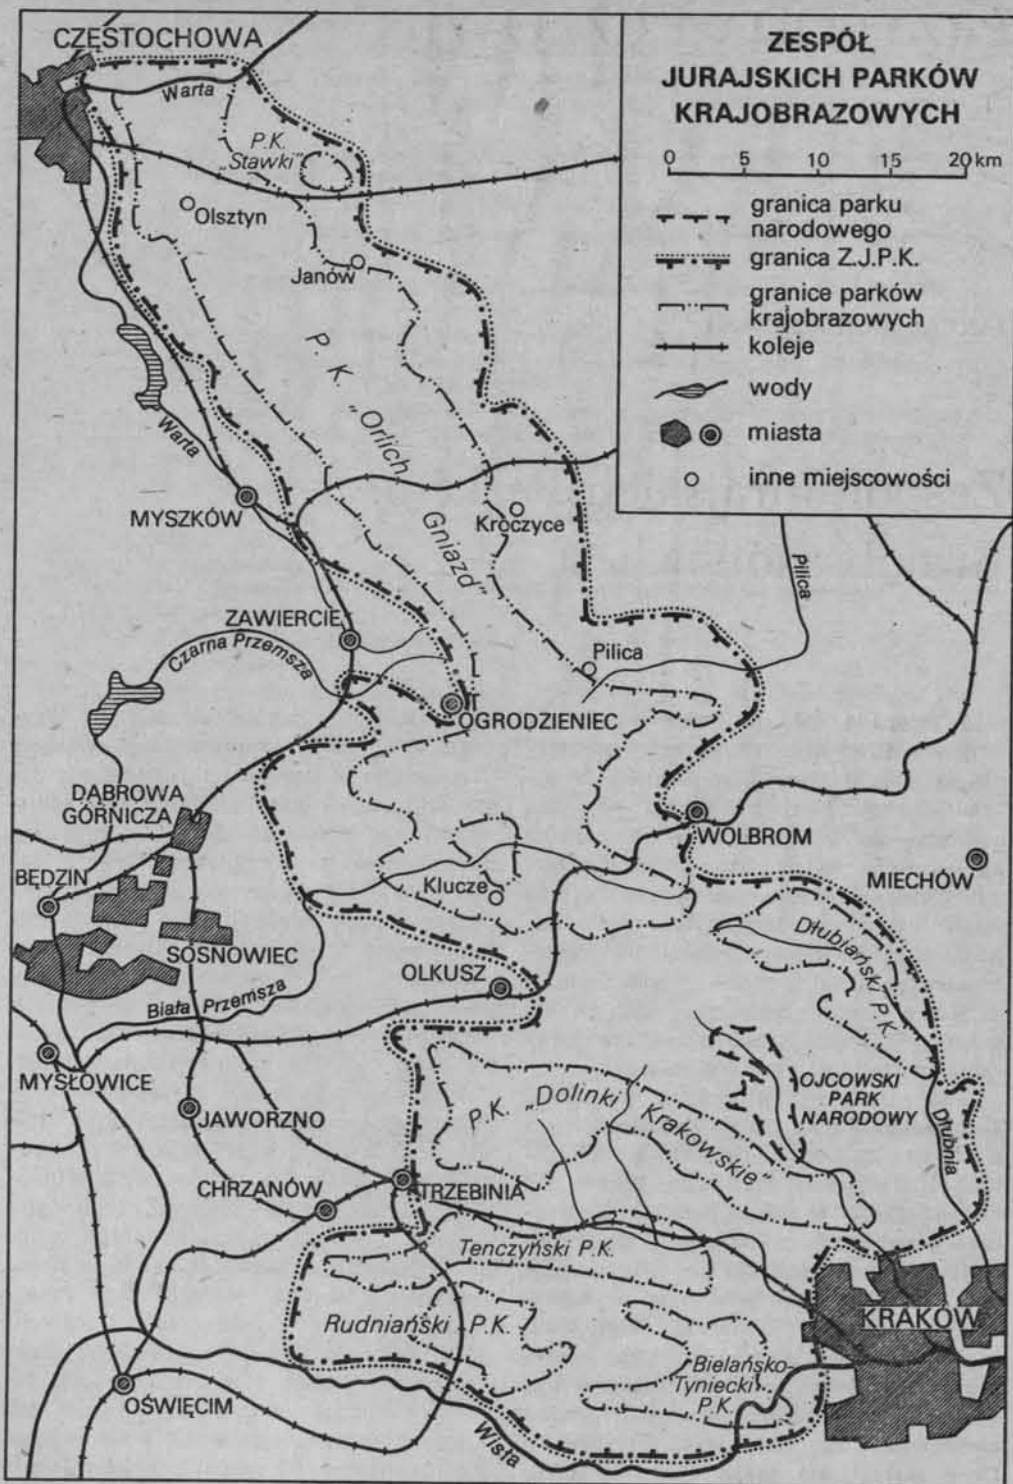 CZĘSTOCHOWA
ZESPÓŁ
JURAJSKICH PARKÓW
KRAJOBRAZOWYCH
0 5 10 15 20 km
granica parku
narodowego
granica Z.J.P.K.
granice parków
krajobrazowych
koleje
wody
miasta
inne miejscowości
Warta
P.K.
„Stawki”
Olsztyn
Janów
P. K. „Orlich Gniazd”
Warta
MYSZKÓW
Kroczyce
Pilica
ZAWIERCIE
Czarna Przemsza
Pilica
OGRODZIENIEC
DĄBROWA
GÓRNICZA
WOLBROM
BĘDZIN
Klucze
MIECHÓW
SOSNOWIEC
Dłubiański P.K.
OLKUSZ
Biała Przemsza
MYSŁOWICE
OJCOWSKI
PARK
NARODOWY
P.K. „Dolinki Krakowskie”
JAWORZNO
Dłubnia
CHRZANÓW
TRZEBINIA
Tenczyński P.K.
Rudniański P.K.
KRAKÓW
Bielańsko-
Tyniecki
P.K.
OŚWIĘCIM
Wisła